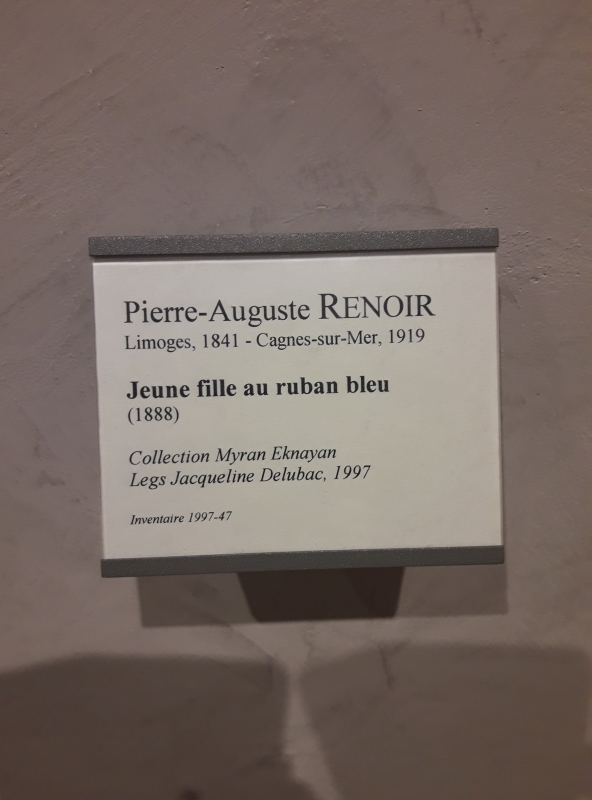 Pierre-Auguste RENOIR
Limoges, 1841 - Cagnes-sur-Mer, 1919
Jeune fille au ruban bleu
(1888)
Collection Myran Eknayan
Legs Jacqueline Delubac, 1997
Inventaire 1997-47